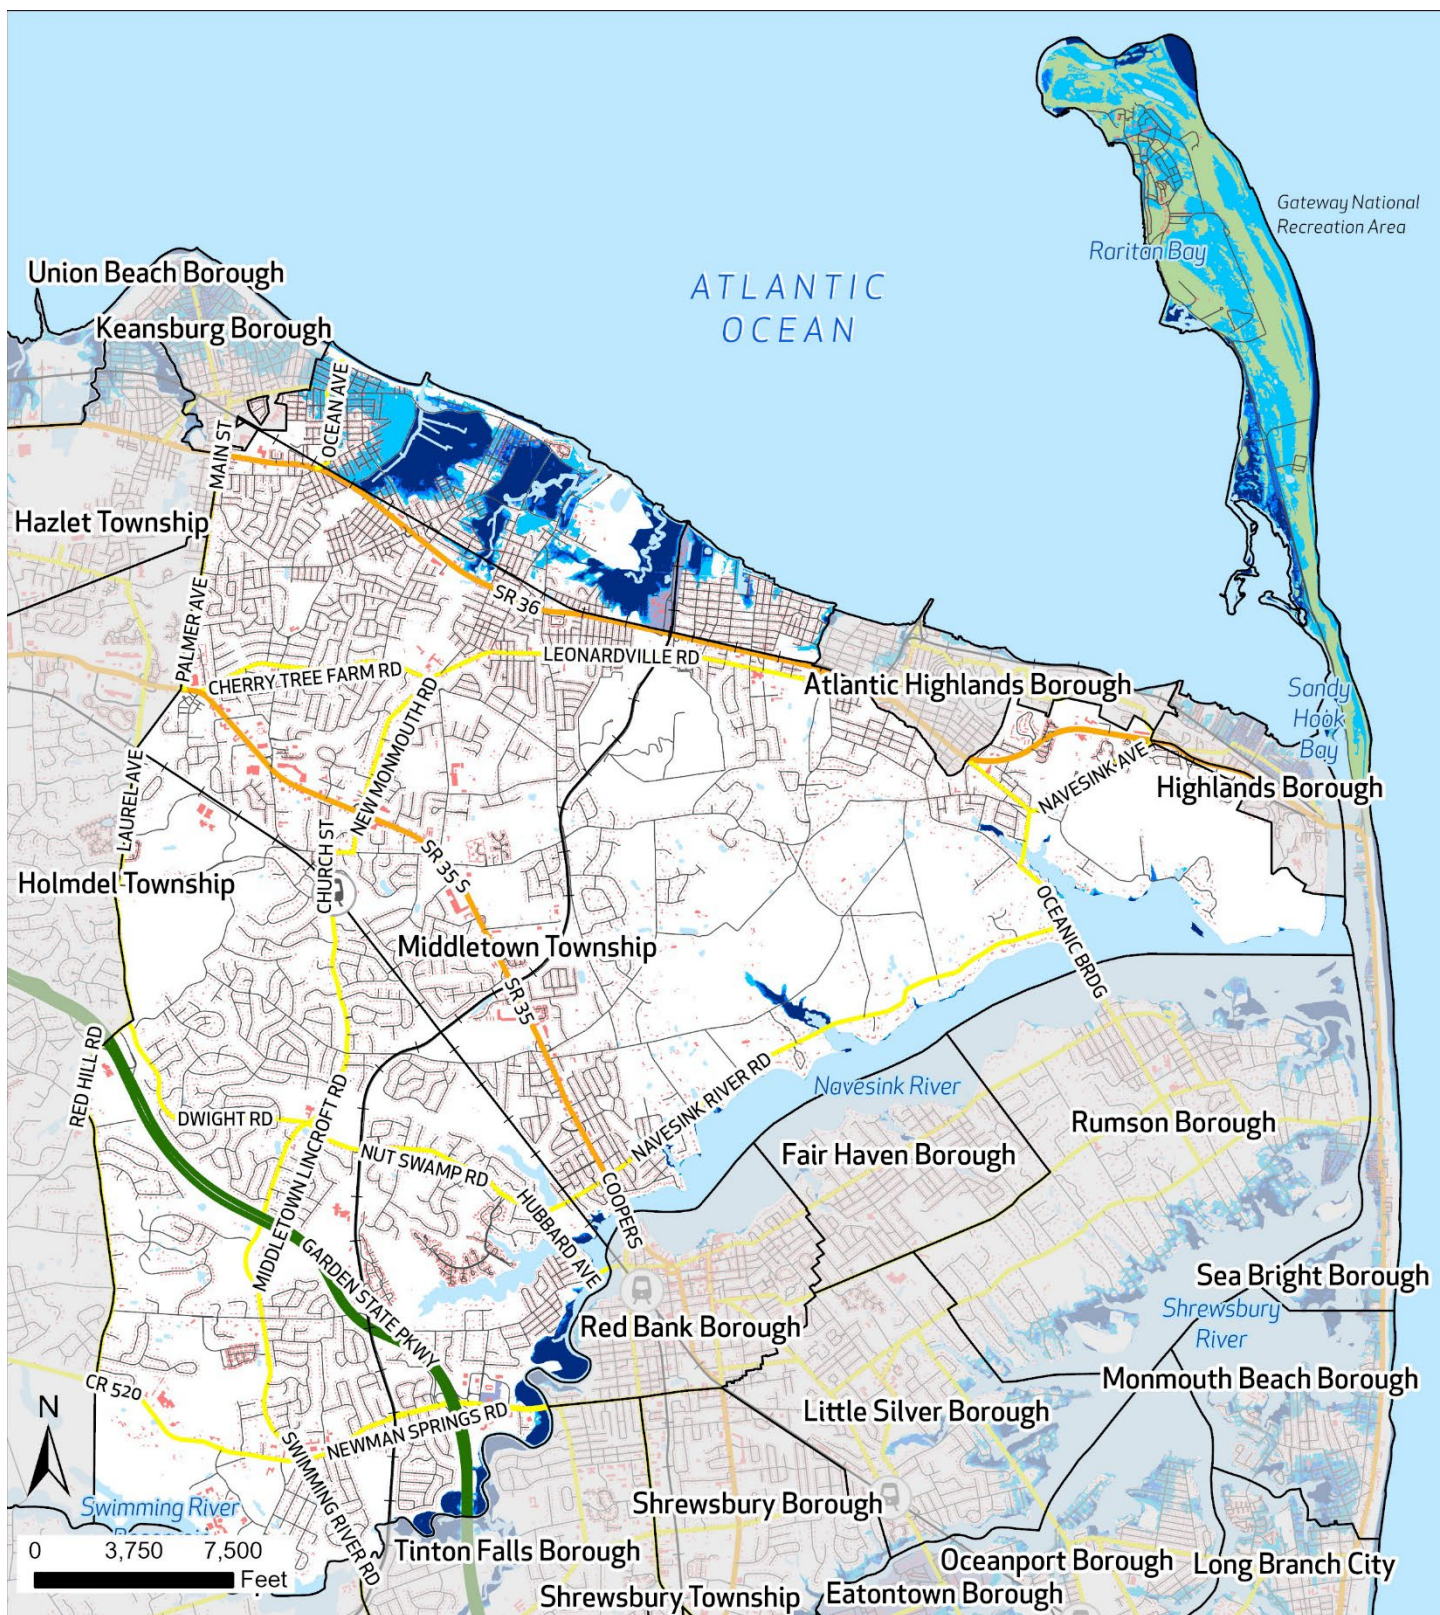 Gateway National
Recreation Area
Raritan Bay
Union Beach Borough
ATLANTIC
OCEAN
Keansburg Borough
OCEAN AVE
MAIN ST
Hazlet Township
SR 36
PALMER AVE
LEONARDVILLE RD
CHERRY TREE FARM RD
Atlantic Highlands Borough
Sandy
Hook
Bay
NEW MONMOUTH RD
NAVESINK AVE
Highlands Borough
LAUREL AVE
CHURCH ST
SR 35 S
Holmdel Township
OCEANIC BRDG
Middletown Township
SR 35
RED HILL RD
NAVESINK RIVER RD
Navesink River
DWIGHT RD
MIDDLETOWN LINCROFT RD
NUT SWAMP RD
Rumson Borough
Fair Haven Borough
HUBBARD AVE
COOPERS
GARDEN STATE PKWY
Sea Bright Borough
Shrewsbury
River
Red Bank Borough
CR 520
Monmouth Beach Borough
N
NEWMAN SPRINGS RD
Little Silver Borough
SWIMMING RIVER RD
Swimming River
Shrewsbury Borough
0 3,750 7,500
Feet
Tinton Falls Borough
Oceanport Borough
Long Branch City
Shrewsbury Township
Eatontown Borough